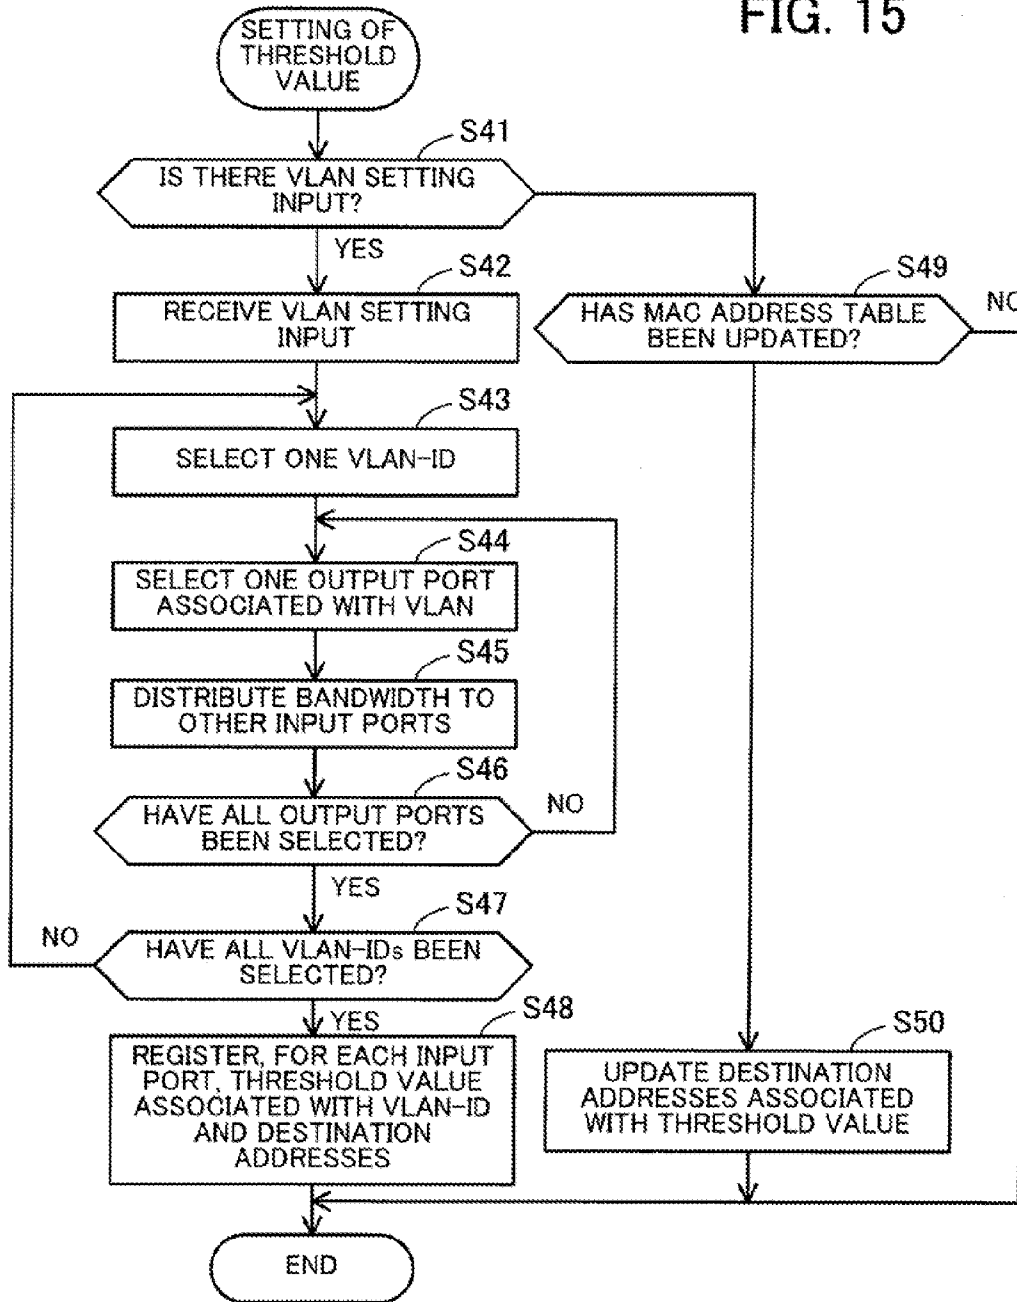 FIG. 15
SETTING OF
THRESHOLD
VALUE
S41
IS THERE VLAN SETTING
INPUT?
YES
S42
RECEIVE VLAN SETTING
INPUT
S49
HAS MAC ADDRESS TABLE
BEEN UPDATED?
NO
S43
SELECT ONE VLAN-ID
S44
SELECT ONE OUTPUT PORT
ASSOCIATED WITH VLAN
S45
DISTRIBUTE BANDWIDTH TO
OTHER INPUT PORTS
S46
HAVE ALL OUTPUT PORTS
BEEN SELECTED?
NO
YES
S47
HAVE ALL VLAN-IDs BEEN
SELECTED?
NO
YES
S48
REGISTER, FOR EACH INPUT
PORT, THRESHOLD VALUE
ASSOCIATED WITH VLAN-ID
AND DESTINATION
ADDRESSES
S50
UPDATE DESTINATION
ADDRESSES ASSOCIATED
WITH THRESHOLD VALUE
END